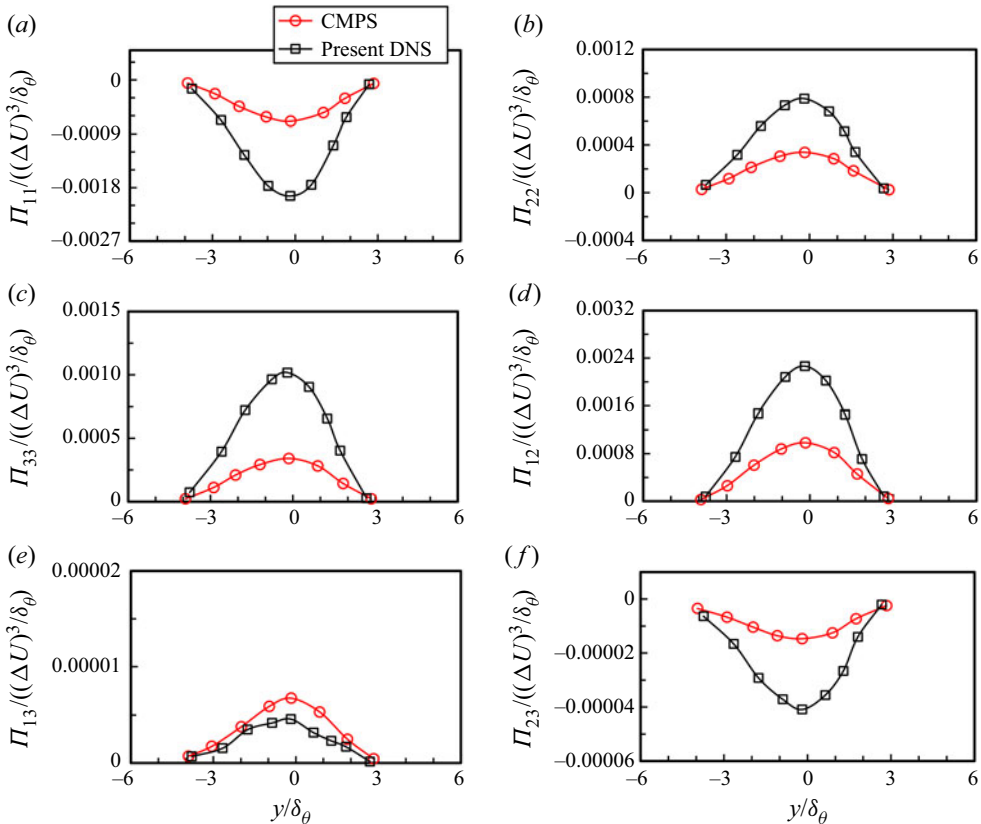 (a)
CMPS
Present DNS
0
−0.0009
−0.0018
−0.0027
Π11/((ΔU)^3/δθ)
−6 −3 0 3 6
(b)
0.0012
0.0008
0.0004
0
−0.0004
Π22/((ΔU)^3/δθ)
−6 −3 0 3 6
(c)
0.0015
0.0010
0.0005
0
Π33/((ΔU)^3/δθ)
−6 −3 0 3 6
(d)
0.0032
0.0024
0.0016
0.0008
0
Π12/((ΔU)^3/δθ)
−6 −3 0 3 6
(e)
0.00002
0.00001
0
Π13/((ΔU)^3/δθ)
−6 −3 0 3 6
y/δθ
(f)
0
−0.00002
−0.00004
−0.00006
Π23/((ΔU)^3/δθ)
−6 −3 0 3 6
y/δθ